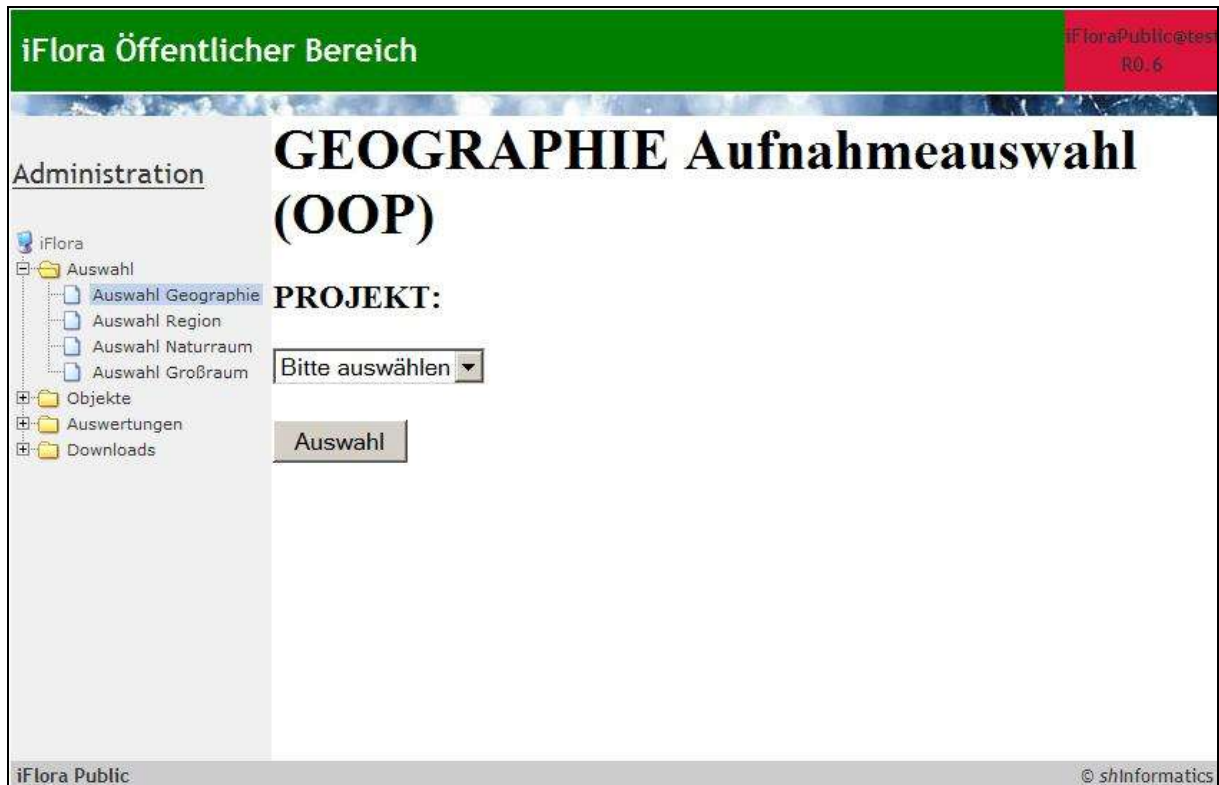 iFlora Öffentlicher Bereich
iFloraPublic@test
R0.6
Administration
iFlora
Auswahl
Auswahl Geographie
Auswahl Region
Auswahl Naturraum
Auswahl Großraum
Objekte
Auswertungen
Downloads
GEOGRAPHIE Aufnahmeauswahl
(OOP)
PROJEKT:
Bitte auswählen
Auswahl
iFlora Public
© shInformatics